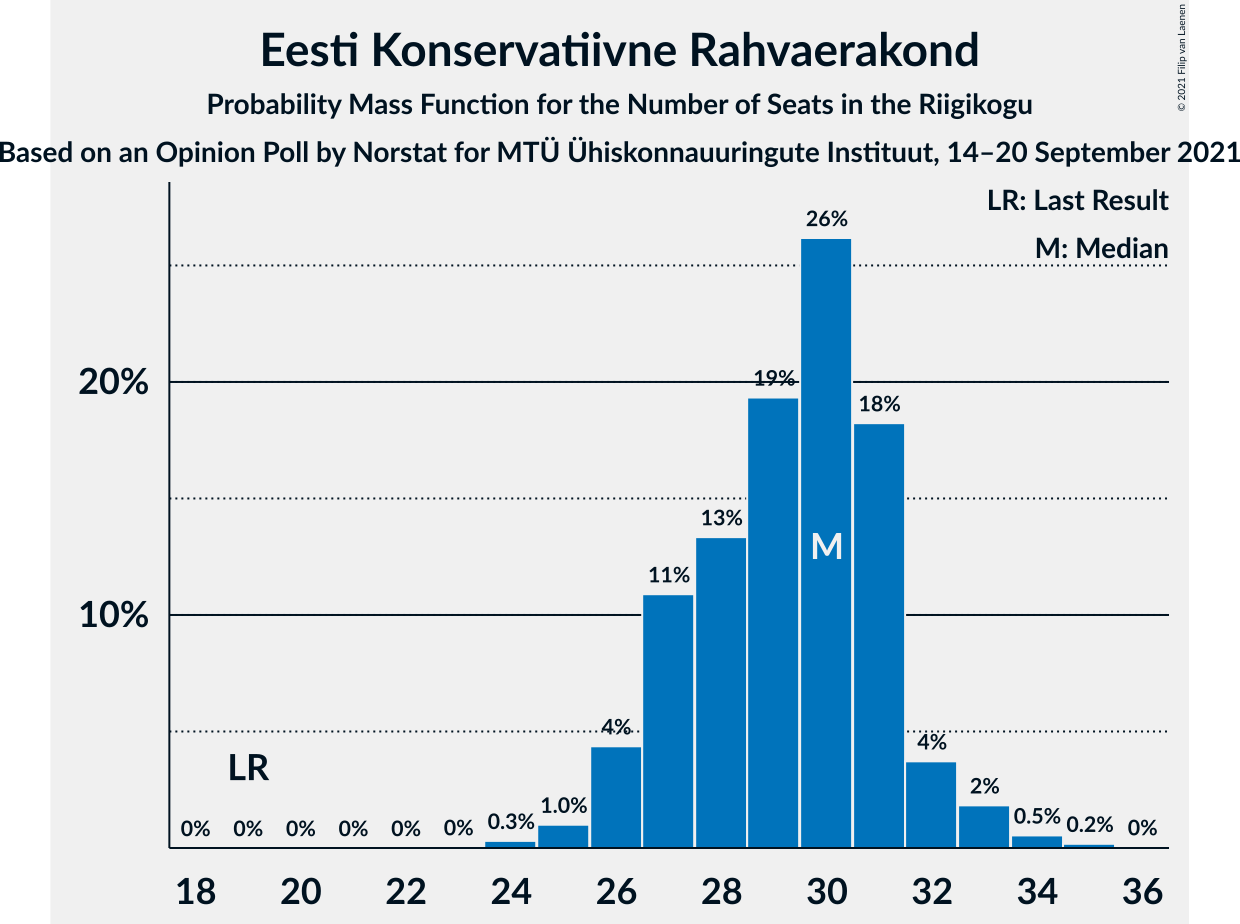 Eesti Konservatiivne Rahvaerakond
Probability Mass Function for the Number of Seats in the Riigikogu
Based on an Opinion Poll by Norstat for MTÜ Ühiskonnauuringute Instituut, 14–20 September 2021
© 2021 Filip van Laenen
LR: Last Result
M: Median
26%
20%
19%
18%
13%
M
11%
10%
4%
4%
LR
2%
0% 0% 0% 0% 0% 0% 0.3% 1.0% 0.5% 0.2% 0%
18 20 22 24 26 28 30 32 34 36